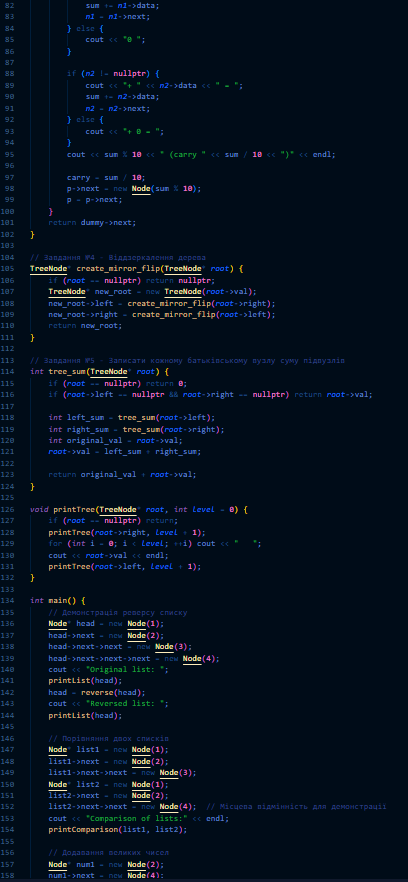 82 sum += n1->data;
83 n1 = n1->next;
84 } else {
85 cout << "0 ";
86 }
87
88 if (n2 != nullptr) {
89 cout << "+ " << n2->data << " = ";
90 sum += n2->data;
91 n2 = n2->next;
92 } else {
93 cout << "+ 0 = ";
94 }
95 cout << sum % 10 << " (carry " << sum / 10 << ")" << endl;
96
97 carry = sum / 10;
98 p->next = new Node(sum % 10);
99 p = p->next;
100 }
101 return dummy->next;
102 }
103
104 // Завдання №4 - Віддзеркалення дерева
105 TreeNode* create_mirror_flip(TreeNode* root) {
106 if (root == nullptr) return nullptr;
107 TreeNode* new_root = new TreeNode(root->val);
108 new_root->left = create_mirror_flip(root->right);
109 new_root->right = create_mirror_flip(root->left);
110 return new_root;
111 }
112
113 // Завдання №5 - Записати кожному батьківському вузлу суму підвузлів
114 int tree_sum(TreeNode* root) {
115 if (root == nullptr) return 0;
116 if (root->left == nullptr && root->right == nullptr) return root->val;
117
118 int left_sum = tree_sum(root->left);
119 int right_sum = tree_sum(root->right);
120 int original_val = root->val;
121 root->val = left_sum + right_sum;
122
123 return original_val + root->val;
124 }
125
126 void printTree(TreeNode* root, int level = 0) {
127 if (root == nullptr) return;
128 printTree(root->right, level + 1);
129 for (int i = 0; i < level; ++i) cout << "   ";
130 cout << root->val << endl;
131 printTree(root->left, level + 1);
132 }
133
134 int main() {
135 // Демонстрація реверсу списку
136 Node* head = new Node(1);
137 head->next = new Node(2);
138 head->next->next = new Node(3);
139 head->next->next->next = new Node(4);
140 cout << "Original list: ";
141 printList(head);
142 head = reverse(head);
143 cout << "Reversed list: ";
144 printList(head);
145
146 // Порівняння двох списків
147 Node* list1 = new Node(1);
148 list1->next = new Node(2);
149 list1->next->next = new Node(3);
150 Node* list2 = new Node(1);
151 list2->next = new Node(2);
152 list2->next->next = new Node(4); // Місцева відмінність для демонстрації
153 cout << "Comparison of lists:" << endl;
154 printComparison(list1, list2);
155
156 // Додавання великих чисел
157 Node* num1 = new Node(2);
158 num1->next = new Node(4);